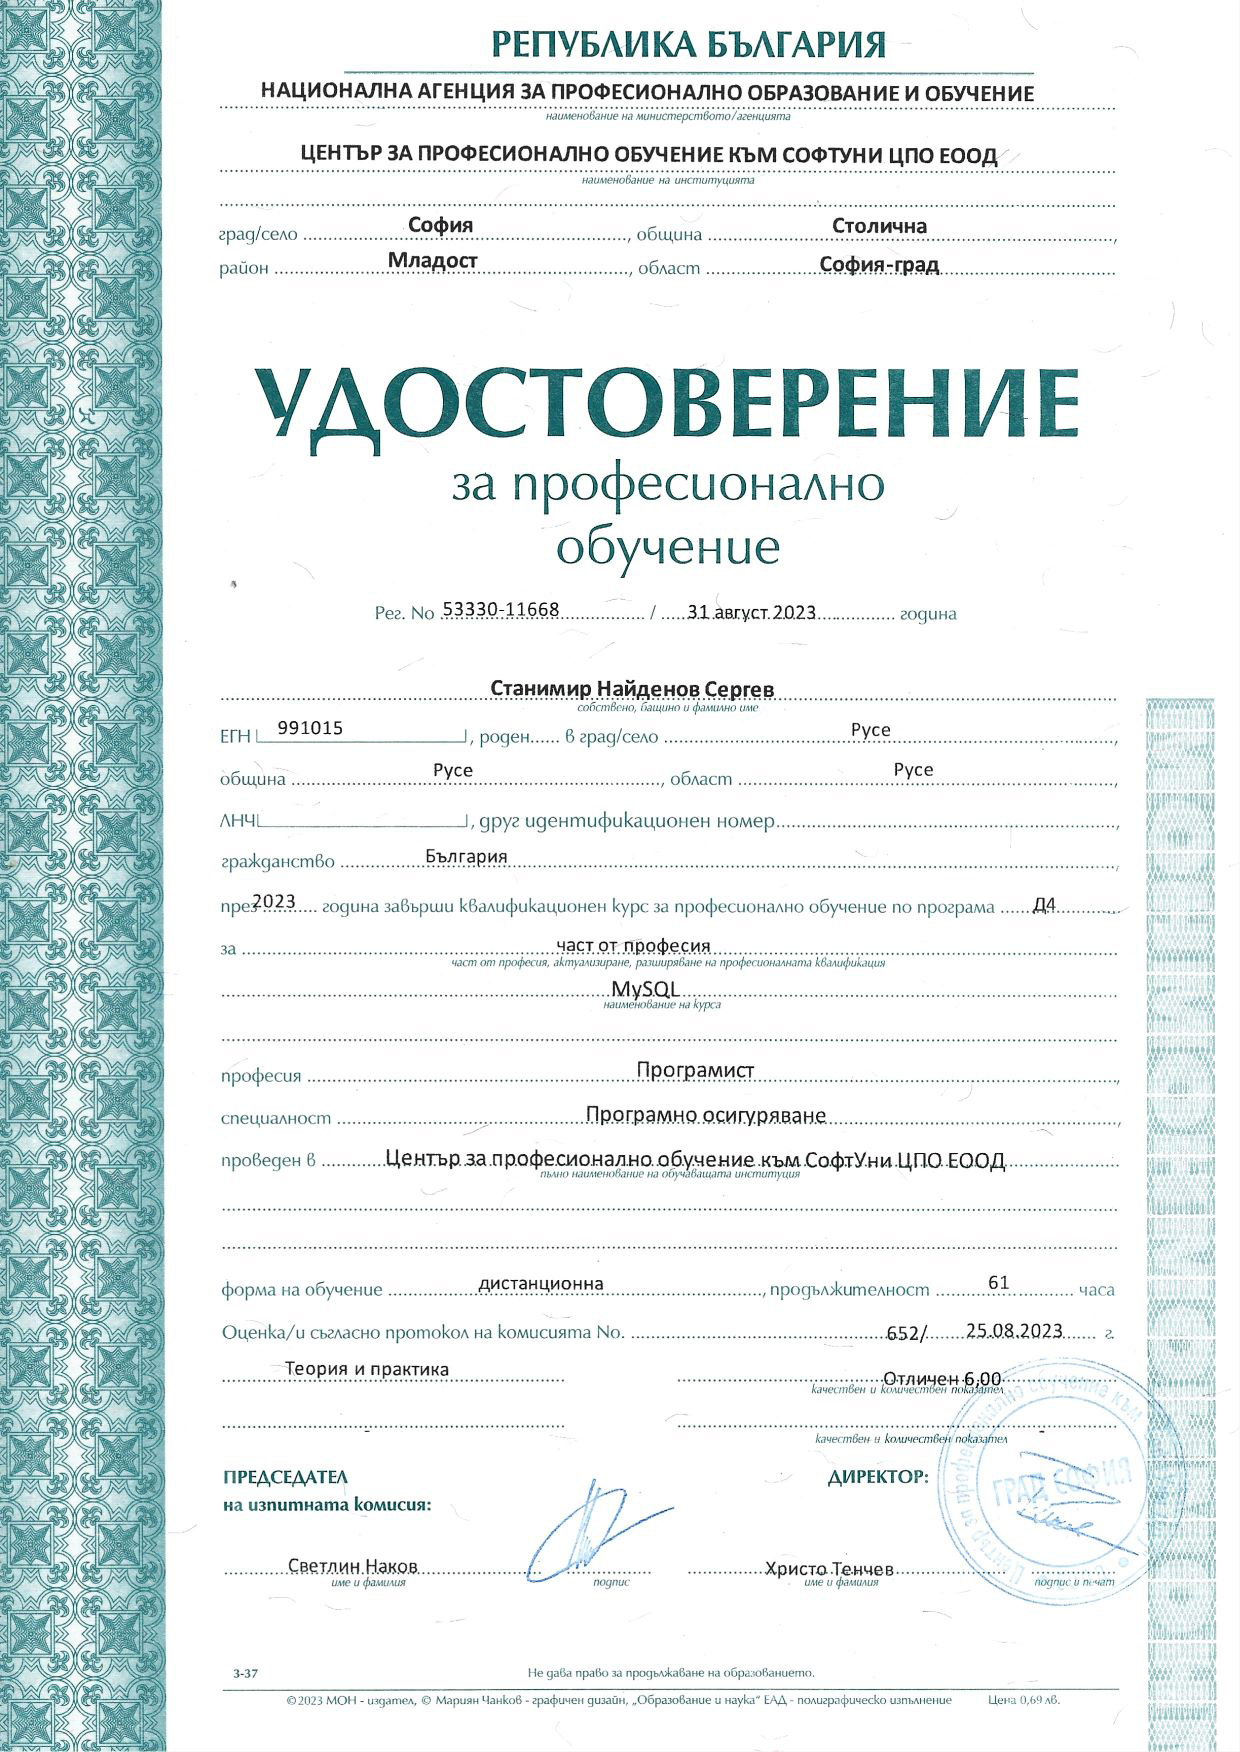 РЕПУБЛИКА БЪЛГАРИЯ
НАЦИОНАЛНА АГЕНЦИЯ ЗА ПРОФЕСИОНАЛНО ОБРАЗОВАНИЕ И ОБУЧЕНИЕ
наименование на министерството/агенцията
ЦЕНТЪР ЗА ПРОФЕСИОНАЛНО ОБУЧЕНИЕ КЪМ СОФТУНИ ЦПО ЕООД
наименование на институцията
град/село София, община Столична,
район Младост, област София-град
УДОСТОВЕРЕНИЕ
за професионално
обучение
Рег. No 53330-11668 / 31 август 2023 година
Станимир Найденов Сергев
собствено, бащино и фамилно име
ЕГН 991015, роден...... в град/село Русе,
община Русе, област Русе,
ЛНЧ, друг идентификационен номер,
гражданство България,
през 2023 година завърши квалификационен курс за професионално обучение по програма Д4
за част от професия
част от професия, актуализиране, разширяване на професионалната квалификация
MySQL
наименование на курса
професия Програмист,
специалност Програмно осигуряване,
проведен в Център за професионално обучение към СофтУни ЦПО ЕООД
пълно наименование на обучаващата институция
форма на обучение дистанционна, продължителност 61 часа
Оценка/и съгласно протокол на комисията No. 652/ 25.08.2023 г.
Теория и практика Отличен 6,00
качествен и количествен показател
- -
качествен и количествен показател
ПРЕДСЕДАТЕЛ ДИРЕКТОР:
на изпитната комисия:
ГРАД СОФИЯ
Светлин Наков Христо Тенчев
име и фамилия подпис име и фамилия подпис и печат
3-37 Не дава право за продължаване на образованието.
©2023 МОН - издател, © Мариян Чанков - графичен дизайн, „Образование и наука“ ЕАД - полиграфическо изпълнение Цена 0,69 лв.